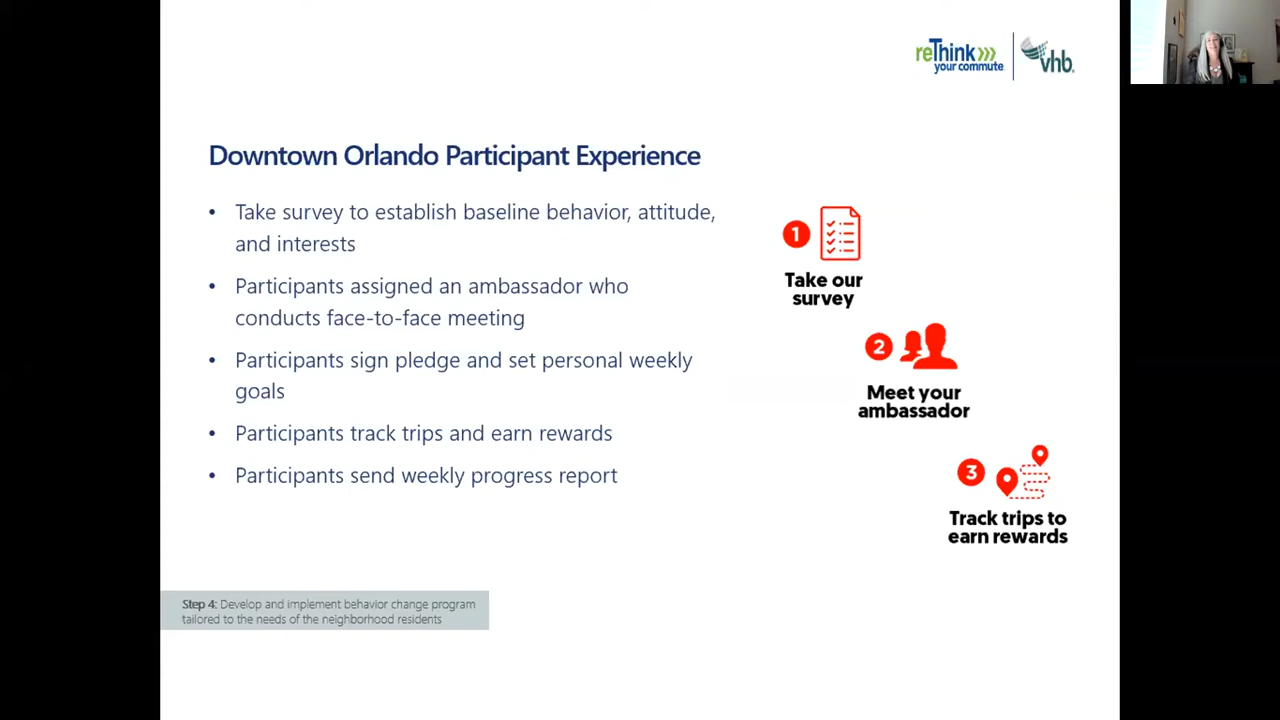 reThink
your commute
vhb
Downtown Orlando Participant Experience
• Take survey to establish baseline behavior, attitude,
and interests
• Participants assigned an ambassador who
conducts face-to-face meeting
• Participants sign pledge and set personal weekly
goals
• Participants track trips and earn rewards
• Participants send weekly progress report
1
Take our
survey
2
Meet your
ambassador
3
Track trips to
earn rewards
Step 4: Develop and implement behavior change program
tailored to the needs of the neighborhood residents